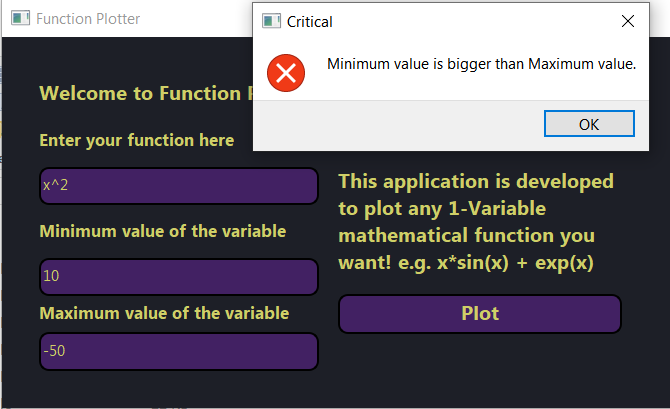 Function Plotter
Critical
Minimum value is bigger than Maximum value.
OK
Welcome to Function
Enter your function here
x^2
Minimum value of the variable
10
Maximum value of the variable
-50
This application is developed
to plot any 1-Variable
mathematical function you
want! e.g. x*sin(x) + exp(x)
Plot